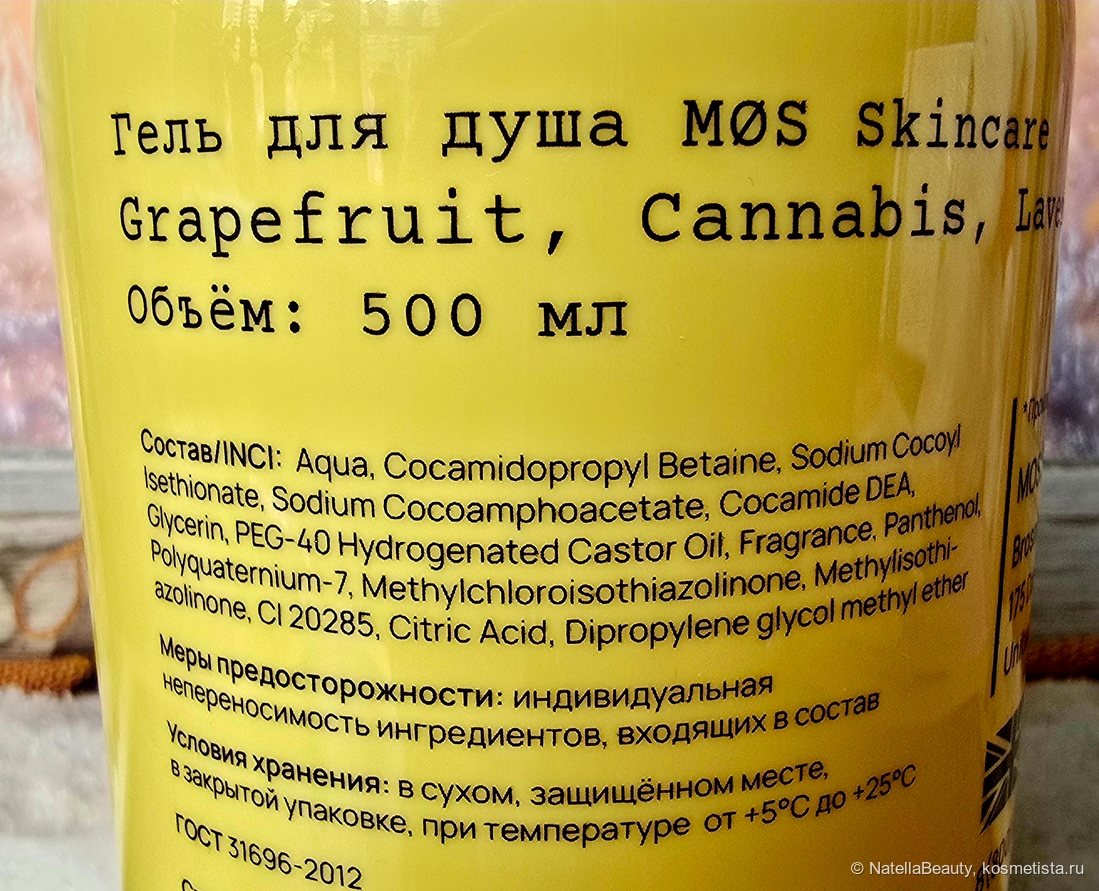 Гель для душа MØS Skincare
Grapefruit, Cannabis,
Объём: 500 мл
Состав/INCI: Aqua, Cocamidopropyl Betaine, Sodium Cocoyl
Isethionate, Sodium Cocoamphoacetate, Cocamide DEA,
Glycerin, PEG-40 Hydrogenated Castor Oil, Fragrance, Panthenol,
Polyquaternium-7, Methylchloroisothiazolinone, Methylisothi-
azolinone, CI 20285, Citric Acid, Dipropylene glycol methyl ether
Меры предосторожности: индивидуальная
непереносимость ингредиентов, входящих в состав
Условия хранения: в сухом, защищённом месте,
в закрытой упаковке, при температуре от +5°C до +25°C
ГОСТ 31696-2012
© NatellaBeauty, kosmetista.ru